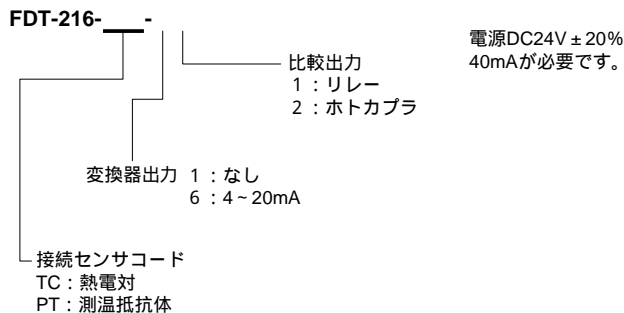 FDT-216-　-
電源DC24V±20%
40mAが必要です。
比較出力
1：リレー
2：ホトカプラ
変換器出力 1：なし
6：4~20mA
接続センサコード
TC：熱電対
PT：測温抵抗体